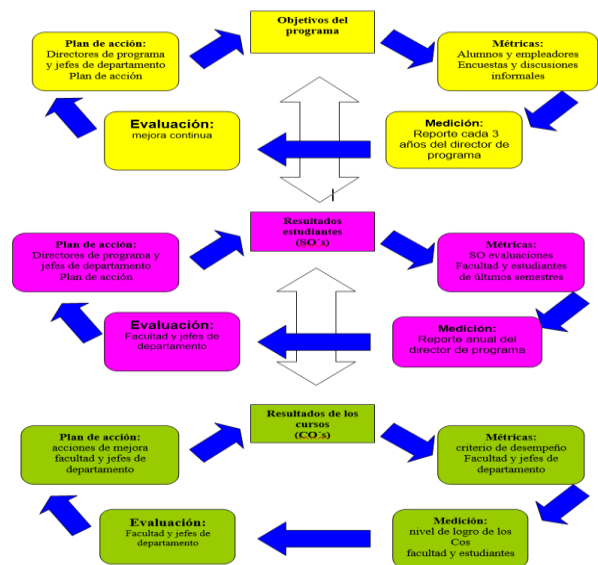 Objetivos del
programa
Plan de acción:
Directores de programa
y jefes de departamento
Plan de acción
Métricas:
Alumnos y empleadores
Encuestas y discusiones
informales
Evaluación:
mejora continua
Medición:
Reporte cada 3
años del director de
programa
Resultados
estudiantes
(SO´s)
Plan de acción:
Directores de programa y
jefes de departamento
Plan de acción
Métricas:
SO evaluaciones
Facultad y estudiantes
de últimos semestres
Evaluación:
Facultad y jefes de
departamento
Medición:
Reporte anual del
director de programa
Resultados de los
cursos
(CO´s)
Plan de acción:
acciones de mejora
facultad y jefes de
departamento
Métricas:
criterio de desempeño
Facultad y jefes de
departamento
Evaluación:
Facultad y jefes de
departamento
Medición:
nivel de logro de los
Cos
facultad y estudiantes